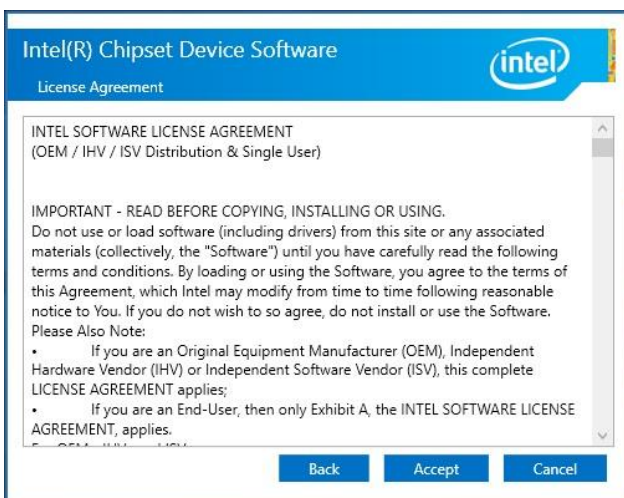 Intel(R) Chipset Device Software
intel
License Agreement
INTEL SOFTWARE LICENSE AGREEMENT
(OEM / IHV / ISV Distribution & Single User)
IMPORTANT - READ BEFORE COPYING, INSTALLING OR USING.
Do not use or load software (including drivers) from this site or any associated
materials (collectively, the "Software") until you have carefully read the following
terms and conditions. By loading or using the Software, you agree to the terms of
this Agreement, which Intel may modify from time to time following reasonable
notice to You. If you do not wish to so agree, do not install or use the Software.
Please Also Note:
• If you are an Original Equipment Manufacturer (OEM), Independent
Hardware Vendor (IHV) or Independent Software Vendor (ISV), this complete
LICENSE AGREEMENT applies;
• If you are an End-User, then only Exhibit A, the INTEL SOFTWARE LICENSE
AGREEMENT, applies.
Back Accept Cancel